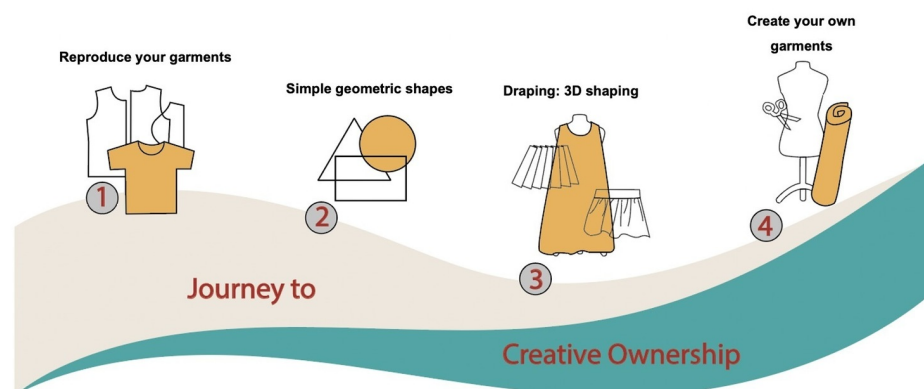 Reproduce your garments
1
Simple geometric shapes
2
Draping: 3D shaping
3
Create your own
garments
4
Journey to
Creative Ownership